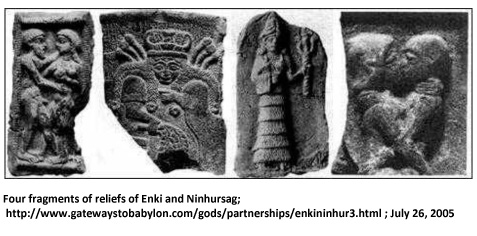 Four fragments of reliefs of Enki and Ninhursag;
http://www.gatewaystobabylon.com/gods/partnerships/enkininhur3.html ; July 26, 2005